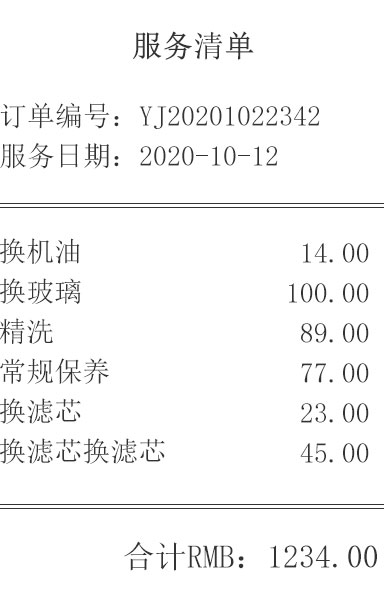 服务清单
订单编号：YJ20201022342
服务日期：2020-10-12
换机油 14.00
换玻璃 100.00
精洗 89.00
常规保养 77.00
换滤芯 23.00
换滤芯换滤芯 45.00
合计RMB：1234.00